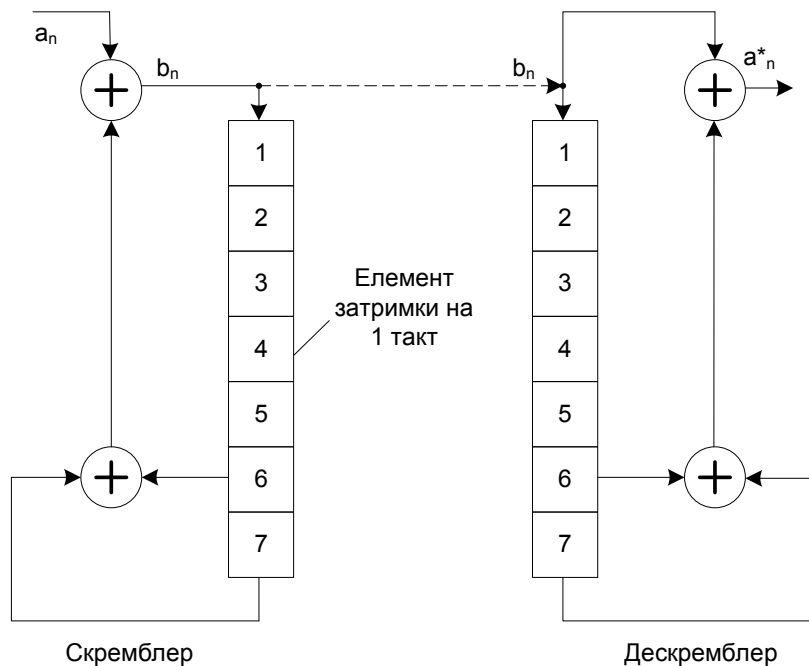 aₙ
bₙ
bₙ
a*ₙ
+
+
1
2
3
4
5
6
7
Елемент
затримки на
1 такт
1
2
3
4
5
6
7
+
+
Скремблер
Дескремблер